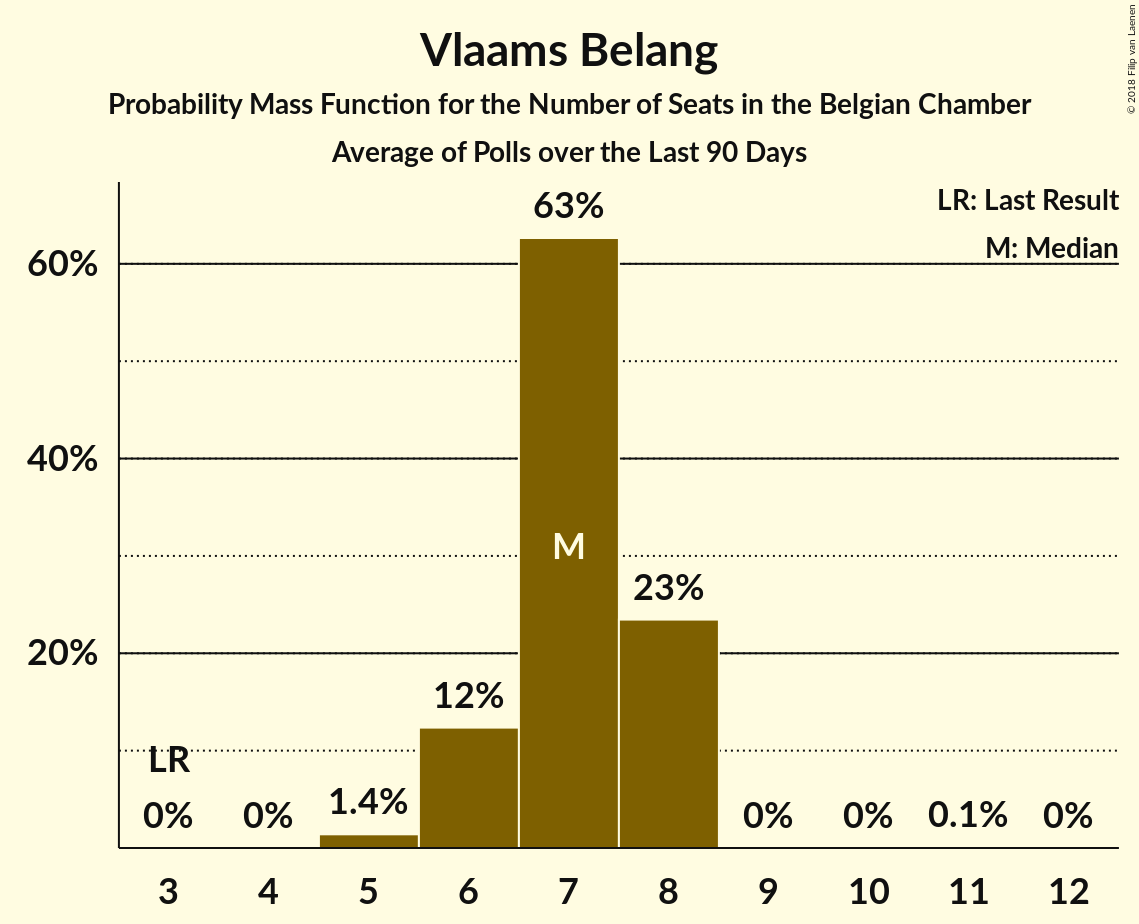 Vlaams Belang
Probability Mass Function for the Number of Seats in the Belgian Chamber
Average of Polls over the Last 90 Days
© 2018 Filip van Laenen
LR: Last Result
M: Median
63%
60%
40%
M
23%
20%
12%
LR
0% 0% 1.4% 0% 0% 0.1% 0%
3 4 5 6 7 8 9 10 11 12